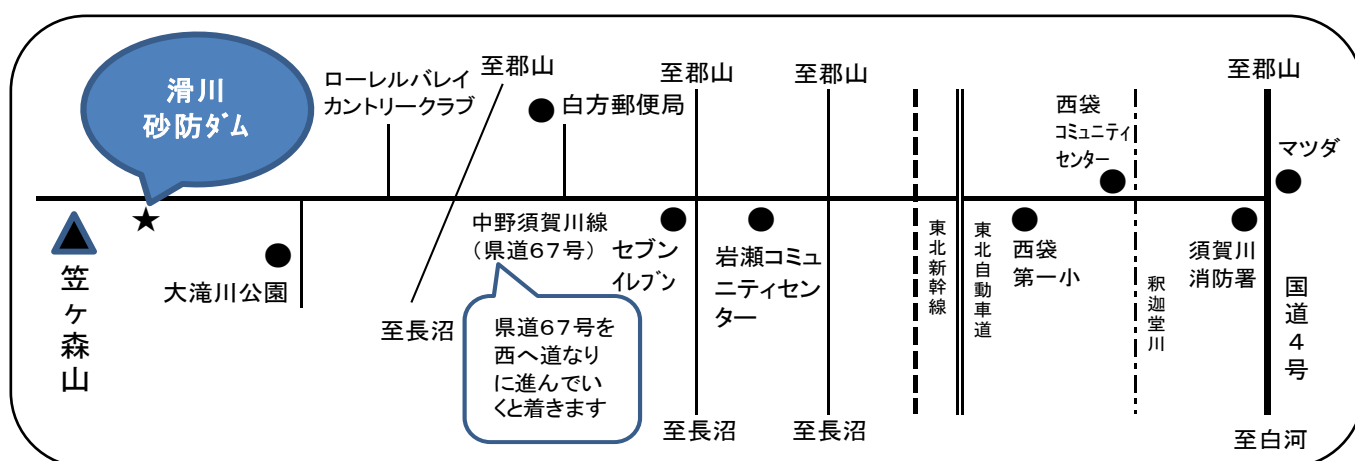 滑川
砂防ダム
ローレルバレイ
カントリークラブ
至郡山
白方郵便局
至郡山
至郡山
西袋
コミュニティ
センター
至郡山
マツダ
笠ヶ森山
大滝川公園
至長沼
中野須賀川線
（県道６７号）
県道６７号を
西へ道なり
に進んでい
くと着きます
セブン
イレブン
岩瀬コミュ
ニティセン
ター
至長沼
至長沼
東北新幹線
東北自動車道
西袋
第一小
釈迦堂川
須賀川
消防署
国道４号
至白河